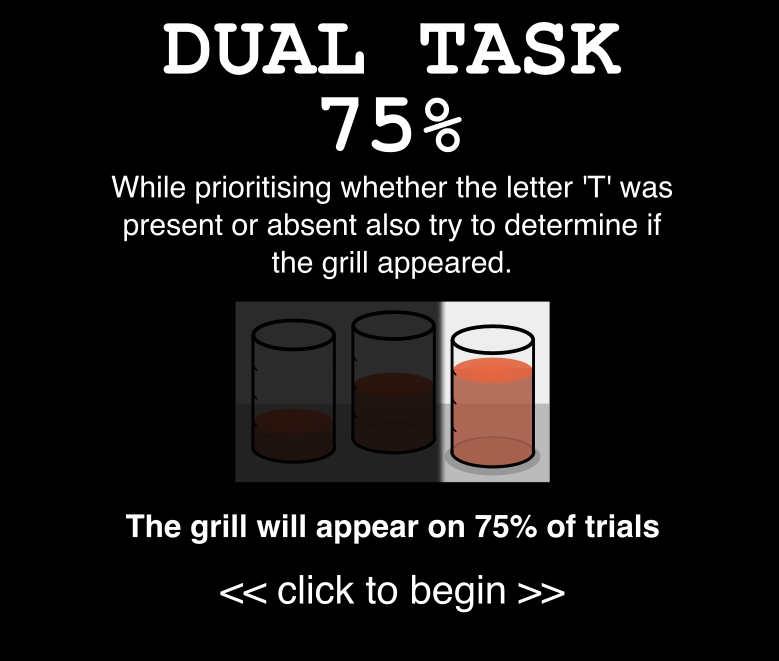 DUAL TASK
75%
While prioritising whether the letter 'T' was
present or absent also try to determine if
the grill appeared.
The grill will appear on 75% of trials
<< click to begin >>